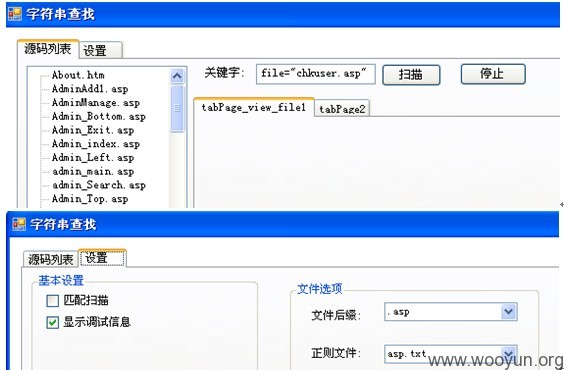 字符串查找
源码列表 设置
关键字: file="chkuser.asp" 扫描 停止
About.htm
AdminAdd1.asp
AdminManage.asp
Admin_Bottom.asp
Admin_Exit.asp
Admin_index.asp
Admin_Left.asp
admin_main.asp
admin_Search.asp
Admin_Top.asp
tabPage_view_file1 tabPage2
字符串查找
源码列表 设置
基本设置
匹配扫描
显示调试信息
文件选项
文件后缀: .asp
正则文件: asp.txt
www.wooyun.org